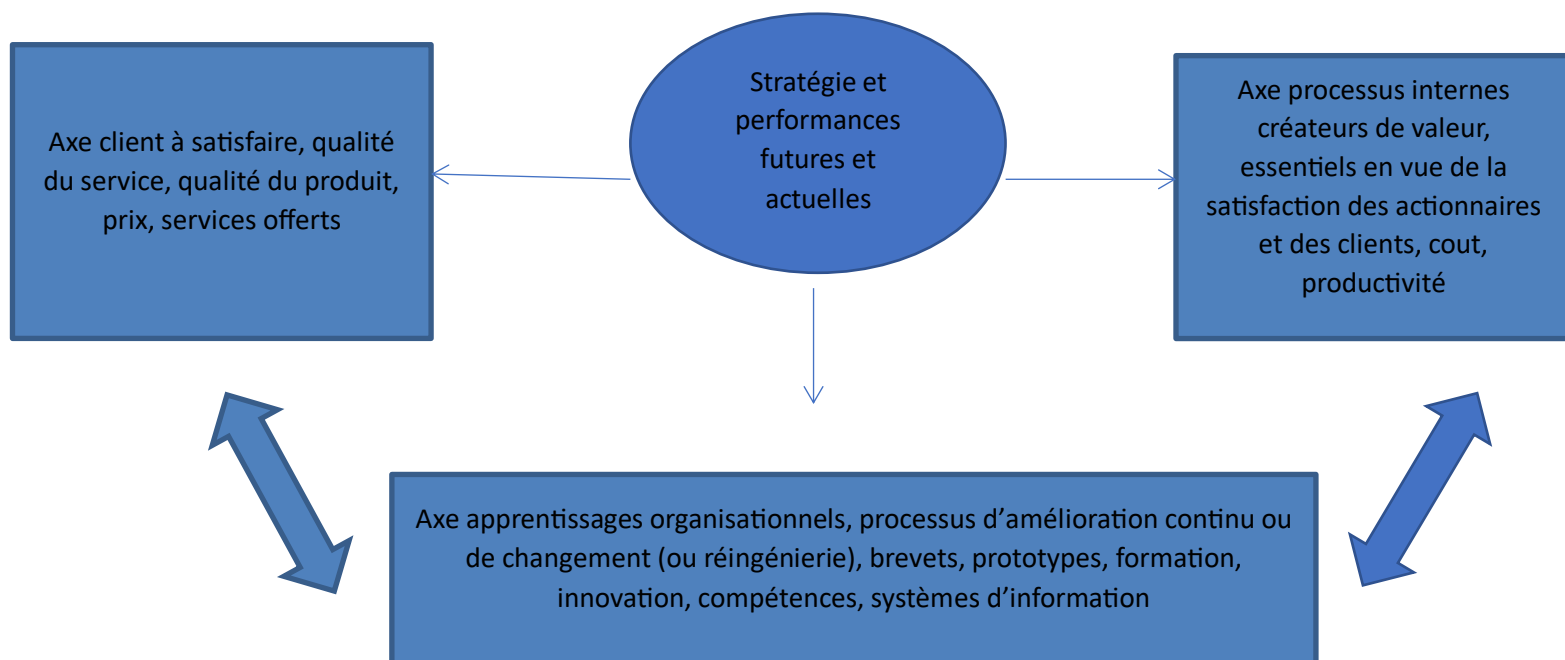 Stratégie et
performances
futures et
actuelles
Axe client à satisfaire, qualité
du service, qualité du produit,
prix, services offerts
Axe processus internes
créateurs de valeur,
essentiels en vue de la
satisfaction des actionnaires
et des clients, cout,
productivité
Axe apprentissages organisationnels, processus d’amélioration continu ou
de changement (ou réingénierie), brevets, prototypes, formation,
innovation, compétences, systèmes d’information